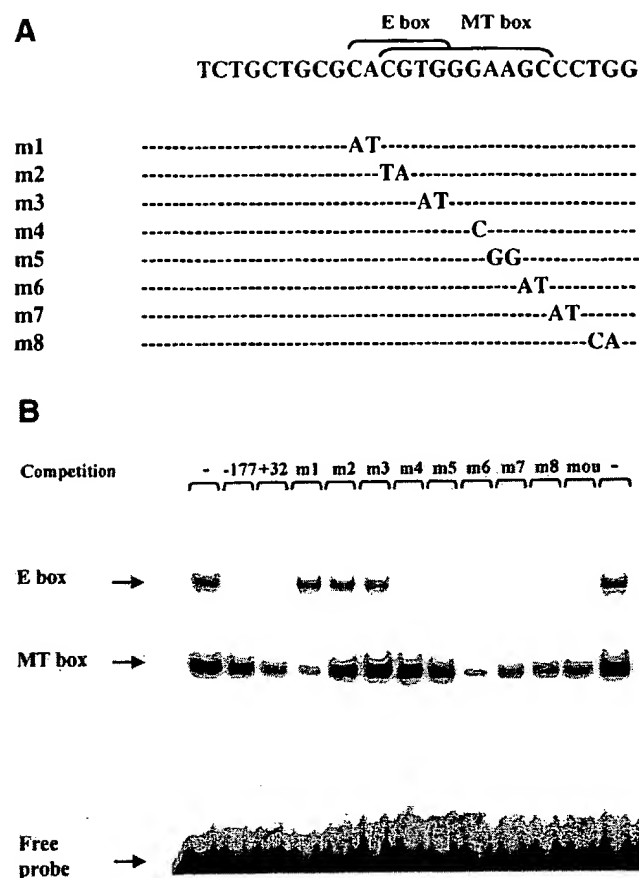 A
E box MT box
TCTGCTGCGCACGTGGGAAGCCCTGG
m1 -------------AT----------------
m2 ---------------TA--------------
m3 -----------------AT------------
m4 --------------------C----------
m5 ---------------------GG--------
m6 -----------------------AT------
m7 -------------------------AT----
m8 ---------------------------CA--
B
Competition - -177 +32 m1 m2 m3 m4 m5 m6 m7 m8 mou -
E box
MT box
Free
probe